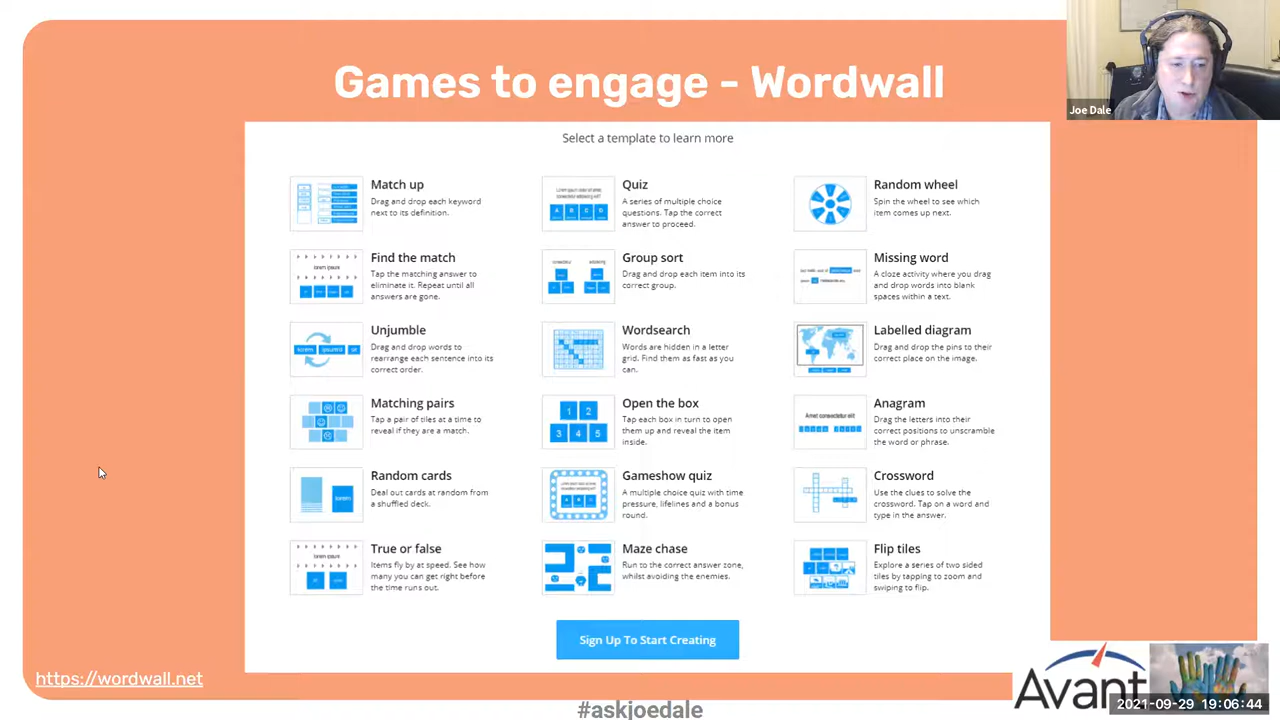 Games to engage - Wordwall
Joe Dale
Select a template to learn more
Match up
Drag and drop each keyword
next to its definition.
Quiz
A series of multiple choice
questions. Tap the correct
answer to proceed.
Random wheel
Spin the wheel to see which
item comes up next.
Find the match
Tap the matching answer to
eliminate it. Repeat until all
answers are gone.
Group sort
Drag and drop each item into its
correct group.
Missing word
A cloze activity where you drag
and drop words into blank
spaces within a text.
Unjumble
Drag and drop words to
rearrange each sentence into its
correct order.
Wordsearch
Words are hidden in a letter
grid. Find them as fast as you
can.
Labelled diagram
Drag and drop the pins to their
correct place on the image.
Matching pairs
Tap a pair of tiles at a time to
reveal if they are a match.
Open the box
1 2
3 4 5
Tap each box in turn to open
them up and reveal the item
inside.
Anagram
Drag the letters into their
correct positions to unscramble
the word or phrase.
Random cards
Deal out cards at random from
a shuffled deck.
Gameshow quiz
A multiple choice quiz with time
pressure, lifelines and a bonus
round.
Crossword
Use the clues to solve the
crossword. Tap on a word and
type in the answer.
True or false
Items fly by at speed. See how
many you can get right before
the time runs out.
Maze chase
Run to the correct answer zone,
whilst avoiding the enemies.
Flip tiles
Explore a series of two sided
tiles by tapping to zoom and
swiping to flip.
Sign Up To Start Creating
https://wordwall.net
Avant
2021-09-29 19:06:44
#askjoedale